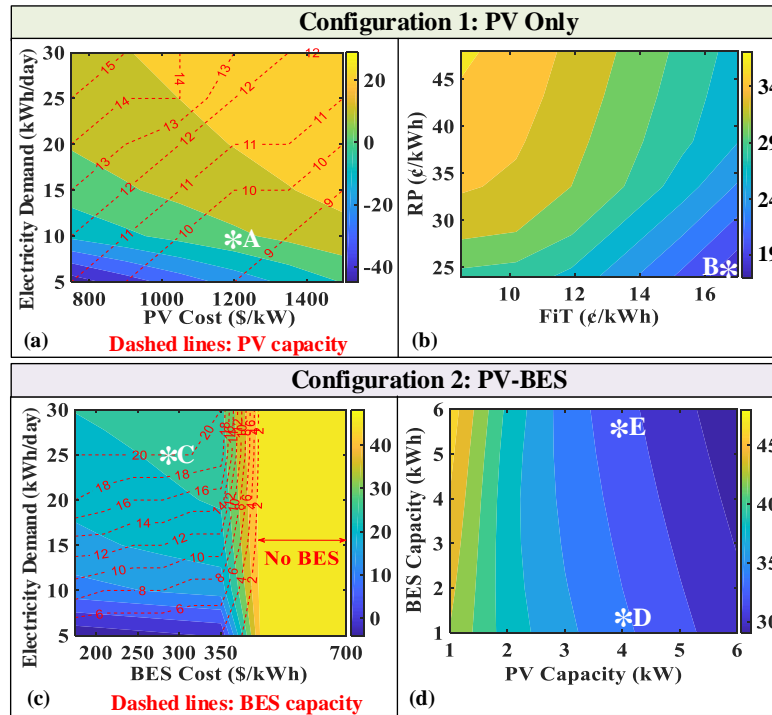 Configuration 1: PV Only
Electricity Demand (kWh/day)
30
25
20
15
10
5
800 1000 1200 1400
PV Cost ($/kW)
15
14
13
12
11
10
9
*A
20
0
-20
-40
(a)
Dashed lines: PV capacity
RP (¢/kWh)
45
40
35
30
25
10 12 14 16
FiT (¢/kWh)
B*
34
29
24
19
(b)
Configuration 2: PV-BES
Electricity Demand (kWh/day)
30
25
20
15
10
5
200 300 350 700
BES Cost ($/kWh)
20
18
16
14
12
10
8
6
4
2
*C
No BES
40
30
20
10
0
(c)
Dashed lines: BES capacity
BES Capacity (kWh)
6
5
4
3
2
1
1 2 3 4 5 6
PV Capacity (kW)
*E
*D
45
40
35
30
(d)